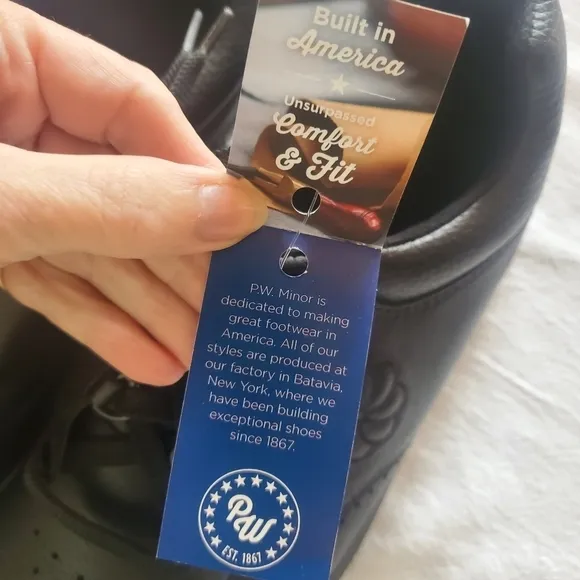 Built in
America
Unsurpassed
Comfort
& Fit
P.W. Minor is
dedicated to making
great footwear in
America. All of our
styles are produced at
our factory in Batavia,
New York, where we
have been building
exceptional shoes
since 1867.
PW
EST. 1867